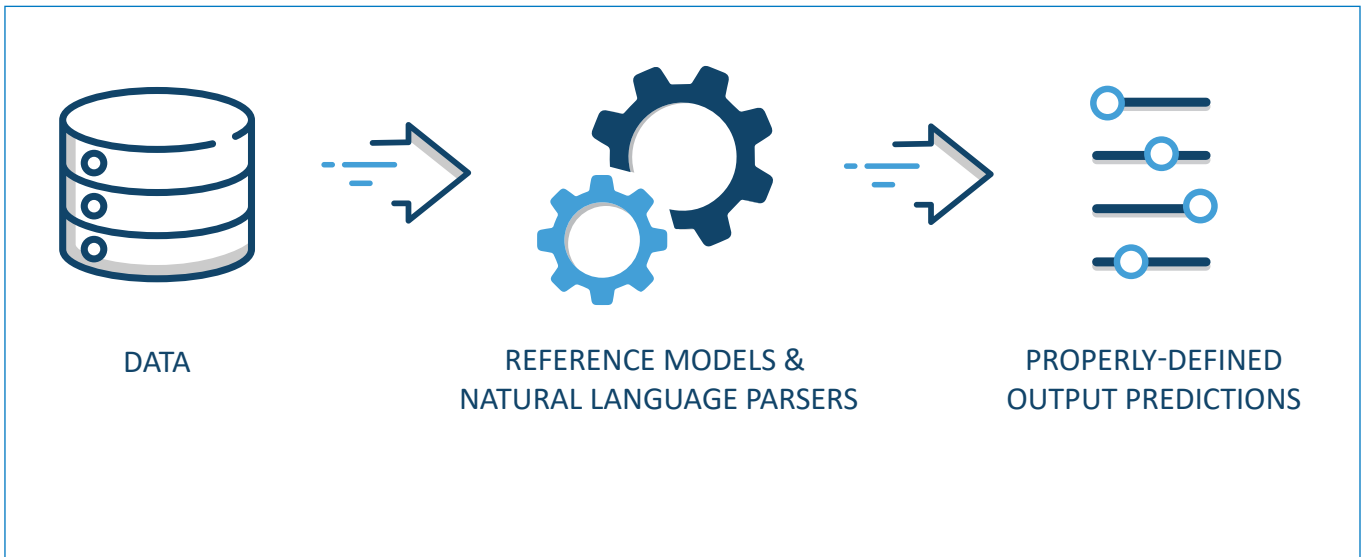 DATA
REFERENCE MODELS &
NATURAL LANGUAGE PARSERS
PROPERLY-DEFINED
OUTPUT PREDICTIONS